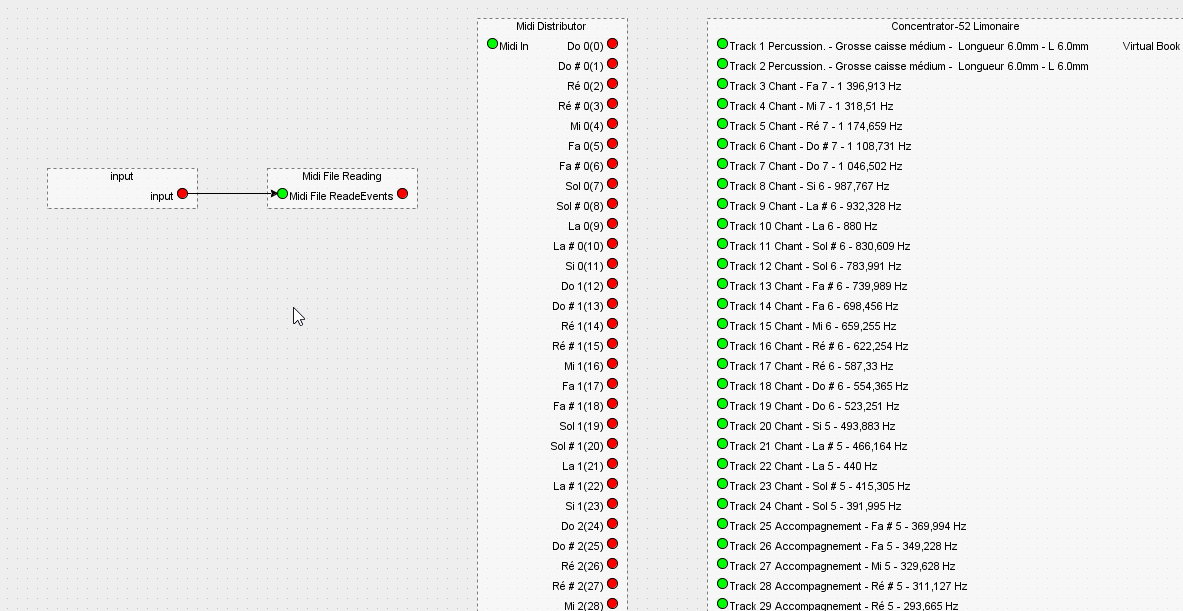 input
input
Midi File Reading
Midi File ReadeEvents
Midi Distributor
Midi In
Do 0(0)
Do # 0(1)
Ré 0(2)
Ré # 0(3)
Mi 0(4)
Fa 0(5)
Fa # 0(6)
Sol 0(7)
Sol # 0(8)
La 0(9)
La # 0(10)
Si 0(11)
Do 1(12)
Do # 1(13)
Ré 1(14)
Ré # 1(15)
Mi 1(16)
Fa 1(17)
Fa # 1(18)
Sol 1(19)
Sol # 1(20)
La 1(21)
La # 1(22)
Si 1(23)
Do 2(24)
Do # 2(25)
Ré 2(26)
Ré # 2(27)
Mi 2(28)
Concentrator-52 Limonaire
Track 1 Percussion. - Grosse caisse médium - Longueur 6.0mm - L 6.0mm
Virtual Book
Track 2 Percussion. - Grosse caisse médium - Longueur 6.0mm - L 6.0mm
Track 3 Chant - Fa 7 - 1 396,913 Hz
Track 4 Chant - Mi 7 - 1 318,51 Hz
Track 5 Chant - Ré 7 - 1 174,659 Hz
Track 6 Chant - Do # 7 - 1 108,731 Hz
Track 7 Chant - Do 7 - 1 046,502 Hz
Track 8 Chant - Si 6 - 987,767 Hz
Track 9 Chant - La # 6 - 932,328 Hz
Track 10 Chant - La 6 - 880 Hz
Track 11 Chant - Sol # 6 - 830,609 Hz
Track 12 Chant - Sol 6 - 783,991 Hz
Track 13 Chant - Fa # 6 - 739,989 Hz
Track 14 Chant - Fa 6 - 698,456 Hz
Track 15 Chant - Mi 6 - 659,255 Hz
Track 16 Chant - Ré # 6 - 622,254 Hz
Track 17 Chant - Ré 6 - 587,33 Hz
Track 18 Chant - Do # 6 - 554,365 Hz
Track 19 Chant - Do 6 - 523,251 Hz
Track 20 Chant - Si 5 - 493,883 Hz
Track 21 Chant - La # 5 - 466,164 Hz
Track 22 Chant - La 5 - 440 Hz
Track 23 Chant - Sol # 5 - 415,305 Hz
Track 24 Chant - Sol 5 - 391,995 Hz
Track 25 Accompagnement - Fa # 5 - 369,994 Hz
Track 26 Accompagnement - Fa 5 - 349,228 Hz
Track 27 Accompagnement - Mi 5 - 329,628 Hz
Track 28 Accompagnement - Ré # 5 - 311,127 Hz
Track 29 Accompagnement - Ré 5 - 293,665 Hz